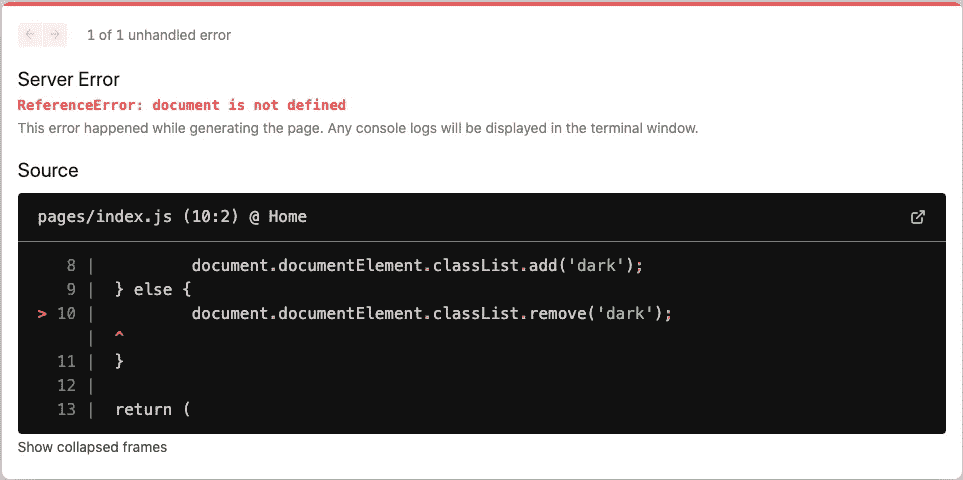 1 of 1 unhandled error
Server Error
ReferenceError: document is not defined
This error happened while generating the page. Any console logs will be displayed in the terminal window.
Source
pages/index.js (10:2) @ Home
8 |         document.documentElement.classList.add('dark');
9 | } else {
> 10 |         document.documentElement.classList.remove('dark');
| ^
11 | }
12 |
13 | return (
Show collapsed frames